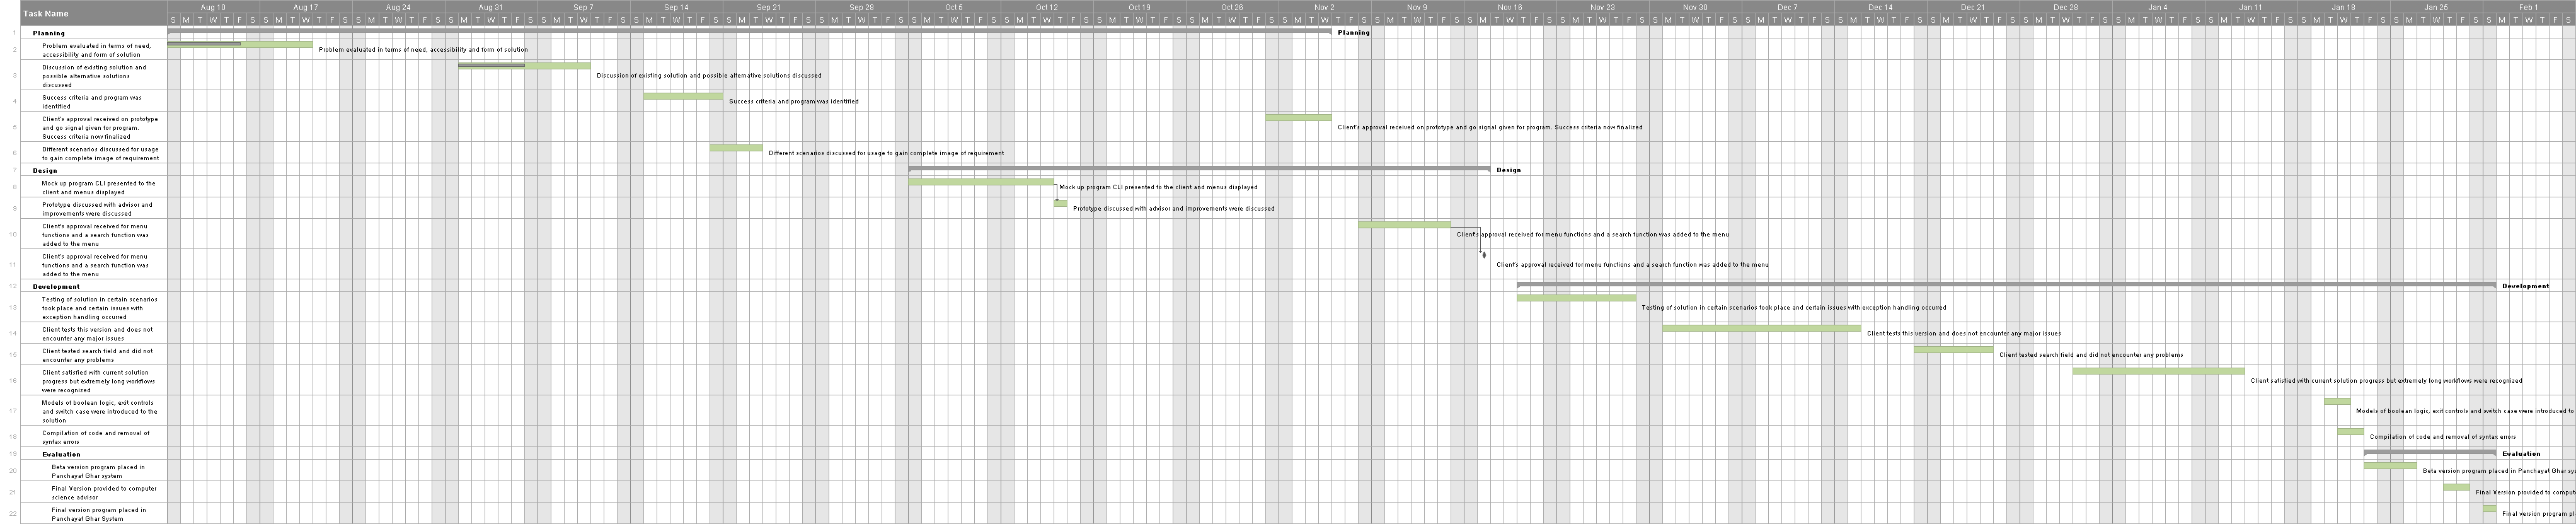 Task Name
Aug 10 Aug 17 Aug 24 Aug 31 Sep 7 Sep 14 Sep 21 Sep 28 Oct 5 Oct 12 Oct 19 Oct 26 Nov 2 Nov 9 Nov 16 Nov 23 Nov 30 Dec 7 Dec 14 Dec 21 Dec 28 Jan 4 Jan 11 Jan 18 Jan 25 Feb 1
S M T W T F S S M T W T F S S M T W T F S S M T W T F S S M T W T F S S M T W T F S S M T W T F S S M T W T F S S M T W T F S S M T W T F S S M T W T F S S M T W T F S S M T W T F S S M T W T F S S M T W T F S S M T W T F S S M T W T F S S M T W T F S S M T W T F S S M T W T F S S M T W T F S S M T W T F S S M T W T F S S M T W T F S S M T W T F S S M T W T F S
1 Planning Planning
2 Problem evaluated in terms of need,
accessibility and form of solution
Problem evaluated in terms of need, accessibility and form of solution
3 Discussion of existing solution and
possible alternative solutions
discussed
Discussion of existing solution and possible alternative solutions discussed
4 Success criteria and program was
identified
Success criteria and program was identified
5 Client's approval received on prototype
and go signal given for program.
Success criteria now finalized
Client's approval received on prototype and go signal given for program. Success criteria now finalized
6 Different scenarios discussed for usage
to gain complete image of requirement
Different scenarios discussed for usage to gain complete image of requirement
7 Design Design
8 Mock up program CLI presented to the
client and menus displayed
Mock up program CLI presented to the client and menus displayed
9 Prototype discussed with advisor and
improvements were discussed
Prototype discussed with advisor and improvements were discussed
10 Client's approval received for menu
functions and a search function was
added to the menu
Client's approval received for menu functions and a search function was added to the menu
11 Client's approval received for menu
functions and a search function was
added to the menu
Client's approval received for menu functions and a search function was added to the menu
12 Development Development
13 Testing of solution in certain scenarios
took place and certain issues with
exception handling occurred
Testing of solution in certain scenarios took place and certain issues with exception handling occurred
14 Client tests this version and does not
encounter any major issues
Client tests this version and does not encounter any major issues
15 Client tested search field and did not
encounter any problems
Client tested search field and did not encounter any problems
16 Client satisfied with current solution
progress but extremely long workflows
were recognized
Client satisfied with current solution progress but extremely long workflows were recognized
17 Models of boolean logic, exit controls
and switch case were introduced to the
solution
Models of boolean logic, exit controls and switch case were introduced to
18 Compilation of code and removal of
syntax errors
Compilation of code and removal of syntax errors
19 Evaluation Evaluation
20 Beta version program placed in
Panchayat Ghar system
Beta version program placed in Panchayat Ghar sys
21 Final Version provided to computer
science advisor
Final Version provided to comput
22 Final version program placed in
Panchayat Ghar System
Final version program pl